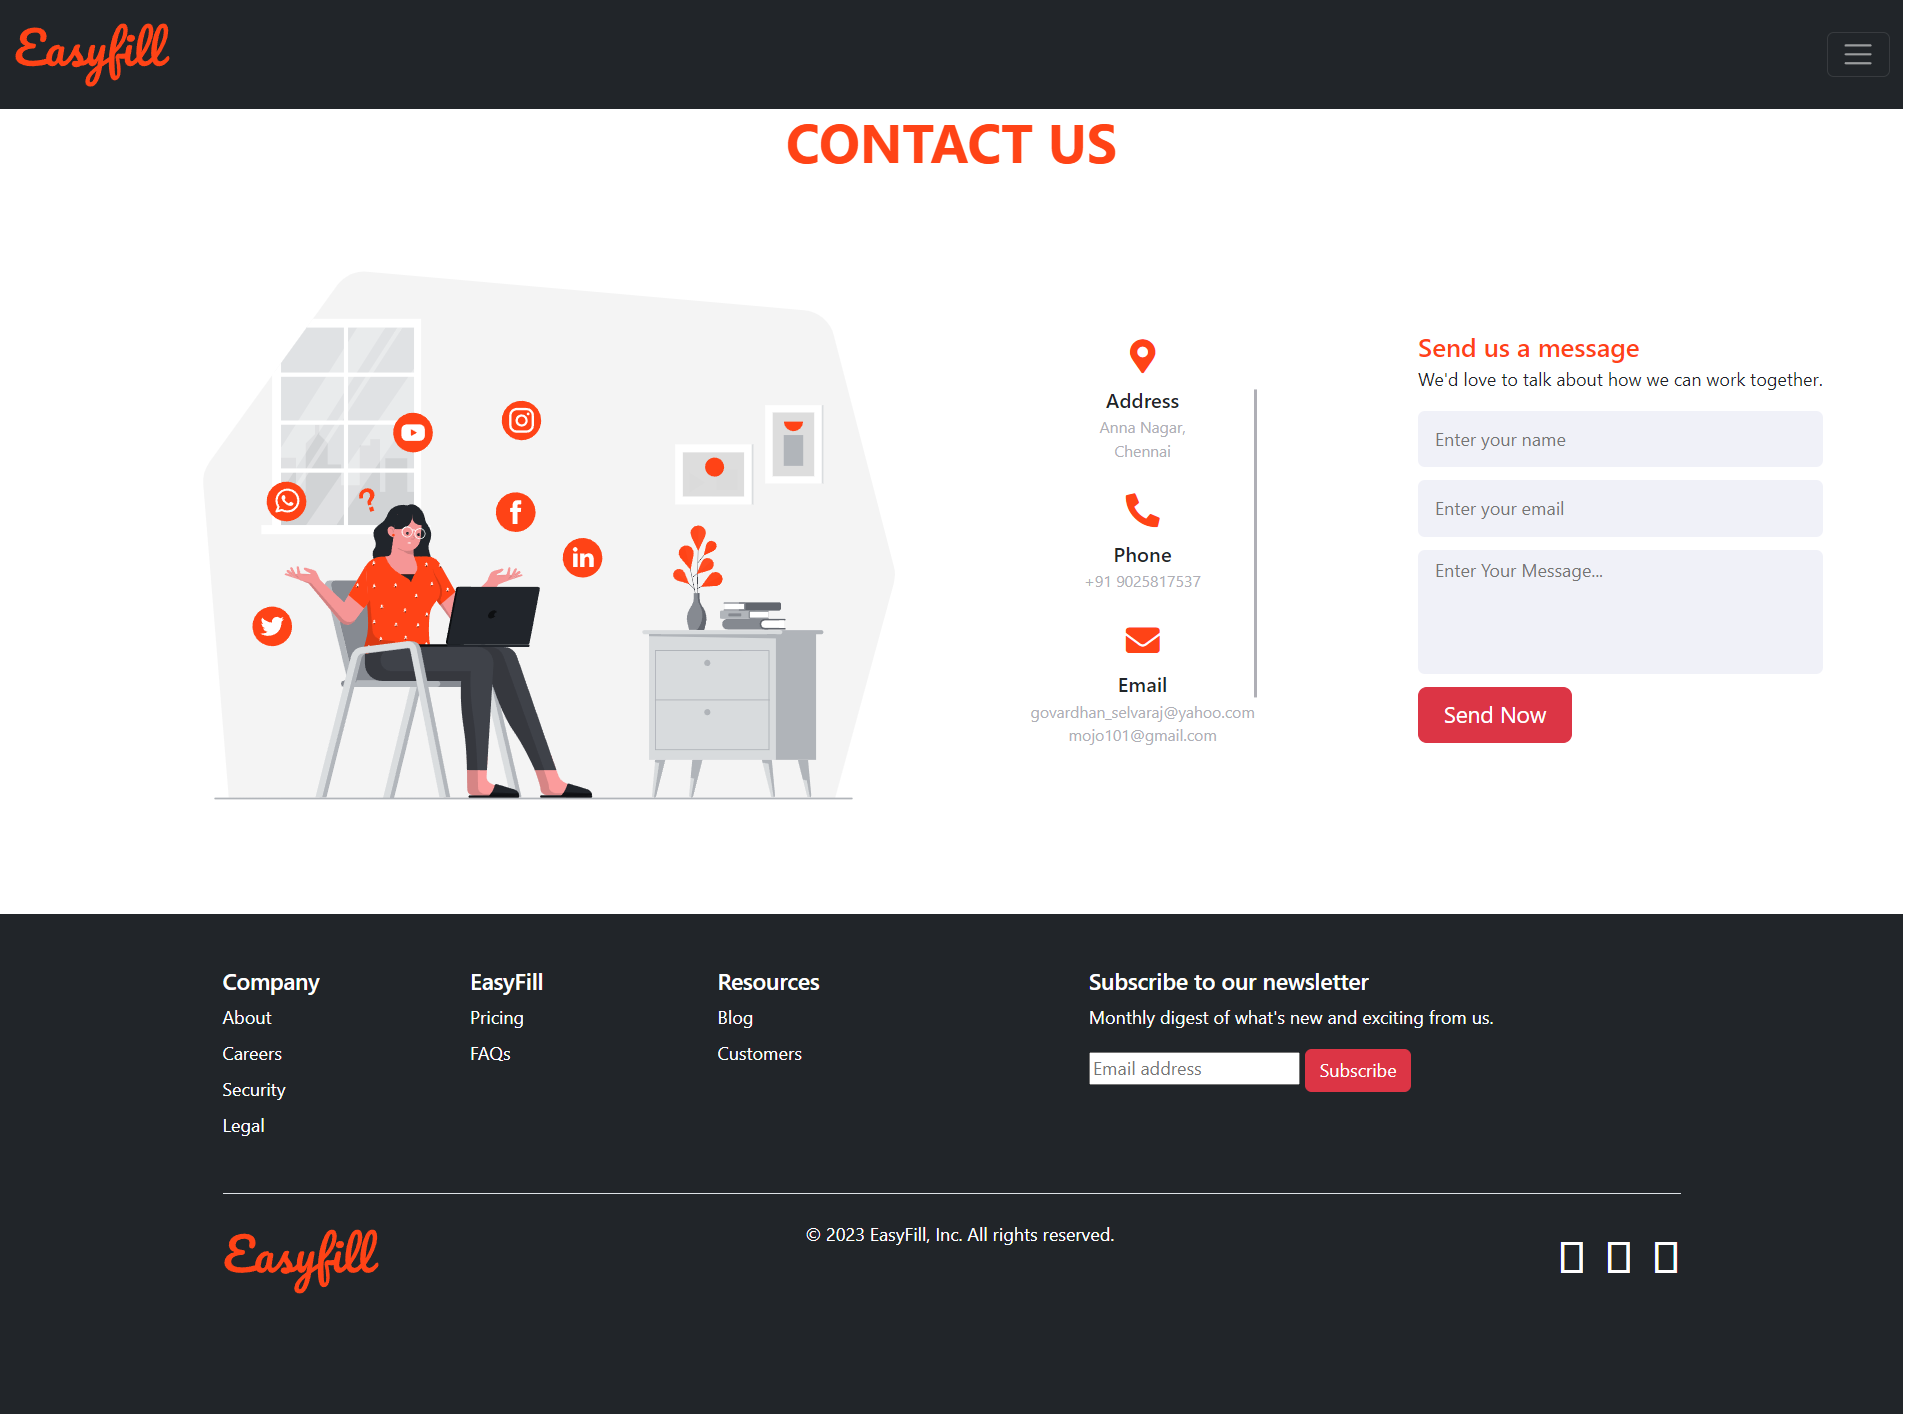 Easyfill
CONTACT US
?
Address
Anna Nagar,
Chennai
Phone
+91 9025817537
Email
govardhan_selvaraj@yahoo.com
mojo101@gmail.com
Send us a message
We'd love to talk about how we can work together.
Enter your name
Enter your email
Enter Your Message...
Send Now
Company
About
Careers
Security
Legal
EasyFill
Pricing
FAQs
Resources
Blog
Customers
Subscribe to our newsletter
Monthly digest of what's new and exciting from us.
Email address
Subscribe
Easyfill
© 2023 EasyFill, Inc. All rights reserved.